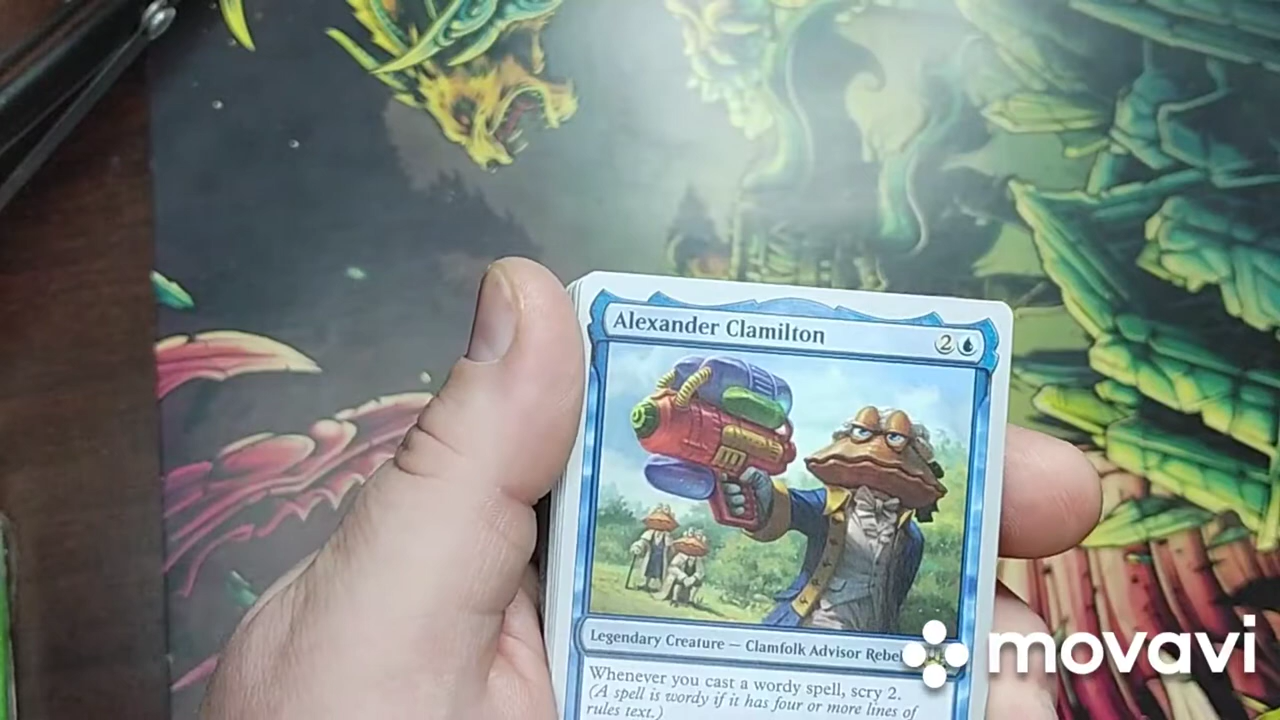 Alexander Clamilton
2
Legendary Creature — Clamfolk Advisor Rebel
Whenever you cast a wordy spell, scry 2.
(A spell is wordy if it has four or more lines of
rules text.)
movavi